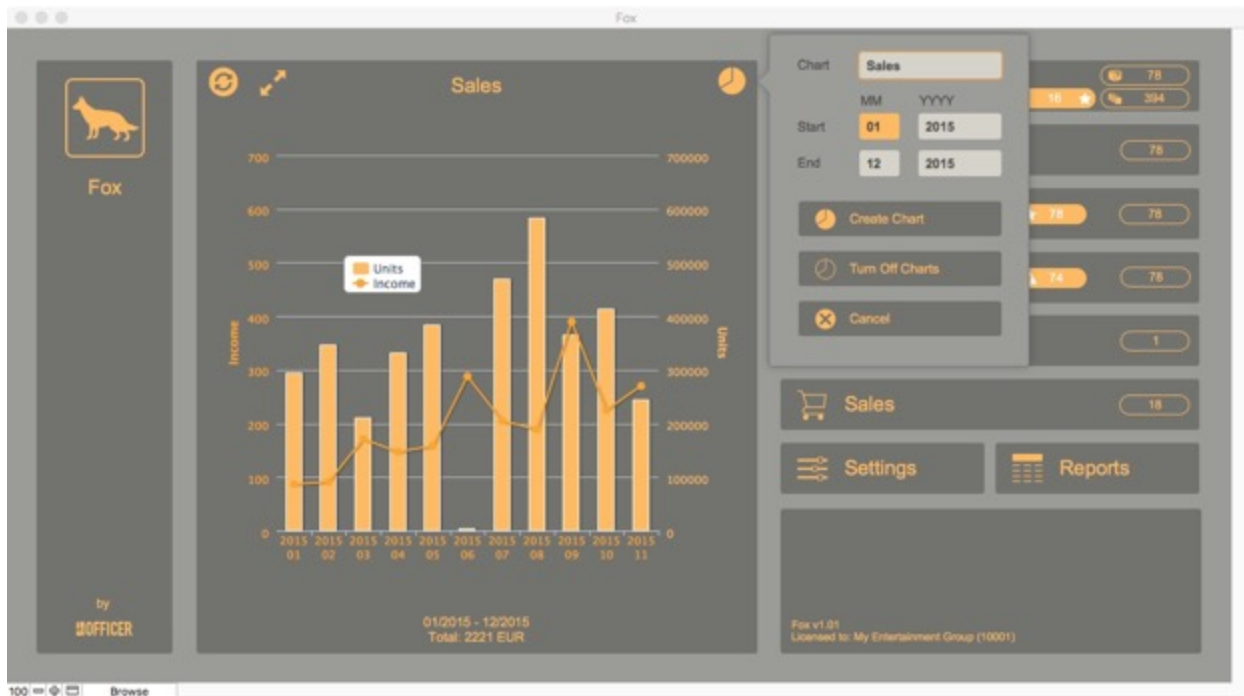 Fox
Fox
by
OFFICER
Sales
700
600
500
400
300
200
100
0
Income
Units
Income
700000
600000
500000
400000
300000
200000
100000
0
Units
2015 2015 2015 2015 2015 2015 2015 2015 2015 2015 2015
01 02 03 04 05 06 07 08 09 10 11
01/2015 - 12/2015
Total: 2221 EUR
Chart Sales
MM YYYY
Start 01 2015
End 12 2015
Create Chart
Turn Off Charts
Cancel
78
18 394
78
78 78
74 78
1
Sales 18
Settings Reports
Fox v1.01
Licensed to: My Entertainment Group (10001)
100 Browse